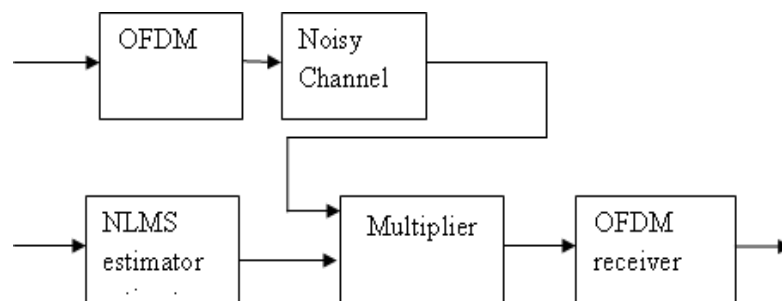 OFDM
Noisy
Channel
NLMS
estimator
Multiplier
OFDM
receiver